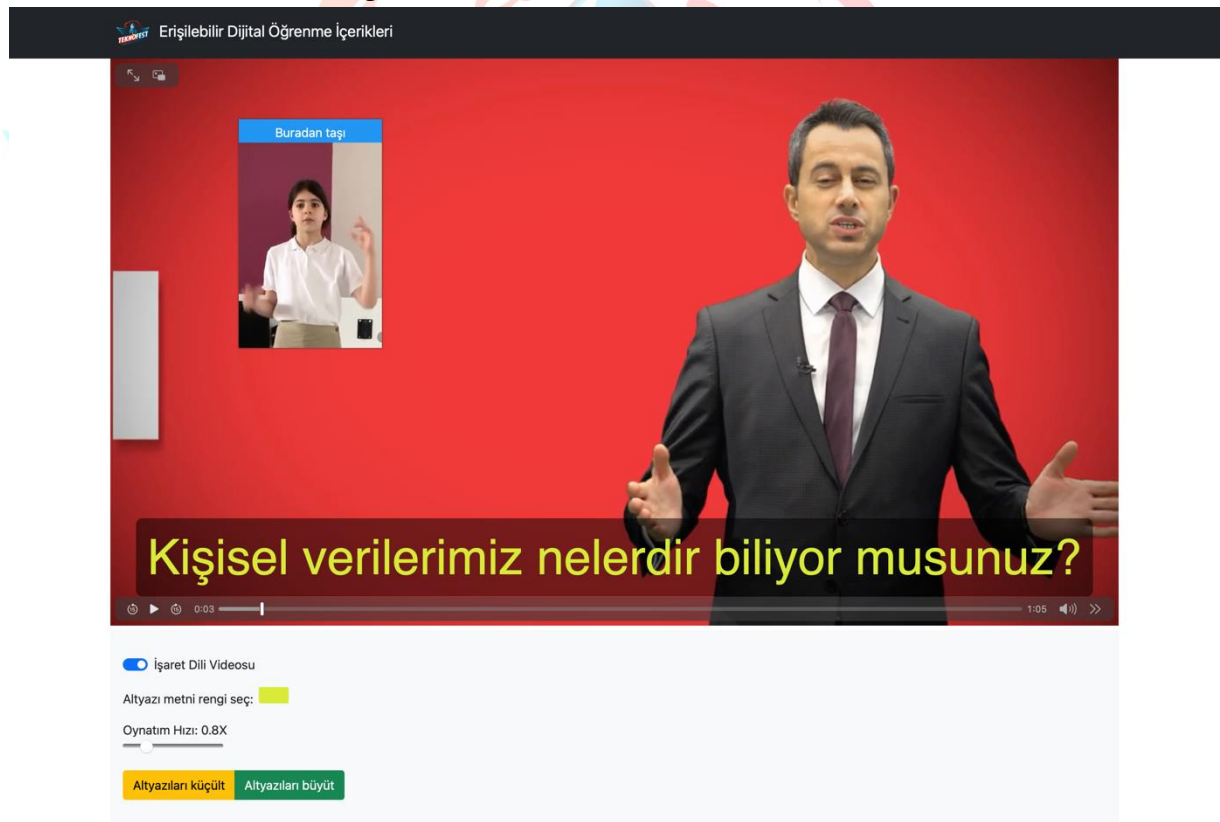 TEKNOFEST Erişilebilir Dijital Öğrenme İçerikleri
Buradan taşı
Kişisel verilerimiz nelerdir biliyor musunuz?
0:03
1:05
İşaret Dili Videosu
Altyazı metni rengi seç:
Oynatım Hızı: 0.8X
Altyazıları küçült Altyazıları büyüt